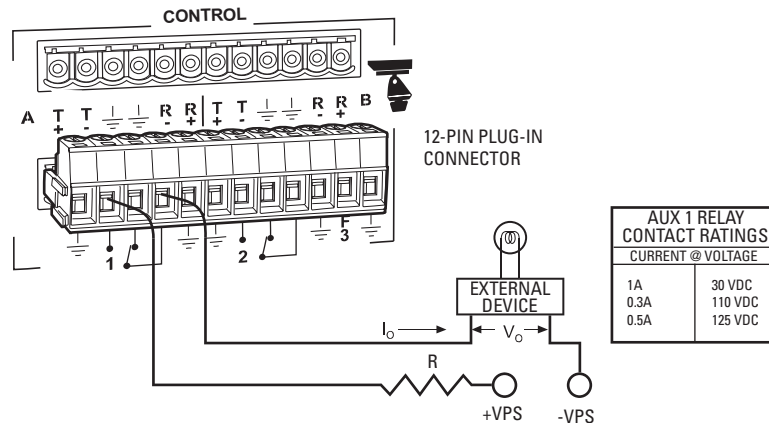 CONTROL
A T T R R T T R R B
+ - - + + - - +
12-PIN PLUG-IN
CONNECTOR
1 2 F
3
AUX 1 RELAY
CONTACT RATINGS
CURRENT @ VOLTAGE
1A 30 VDC
0.3A 110 VDC
0.5A 125 VDC
EXTERNAL
DEVICE
IO VO
R
+VPS -VPS